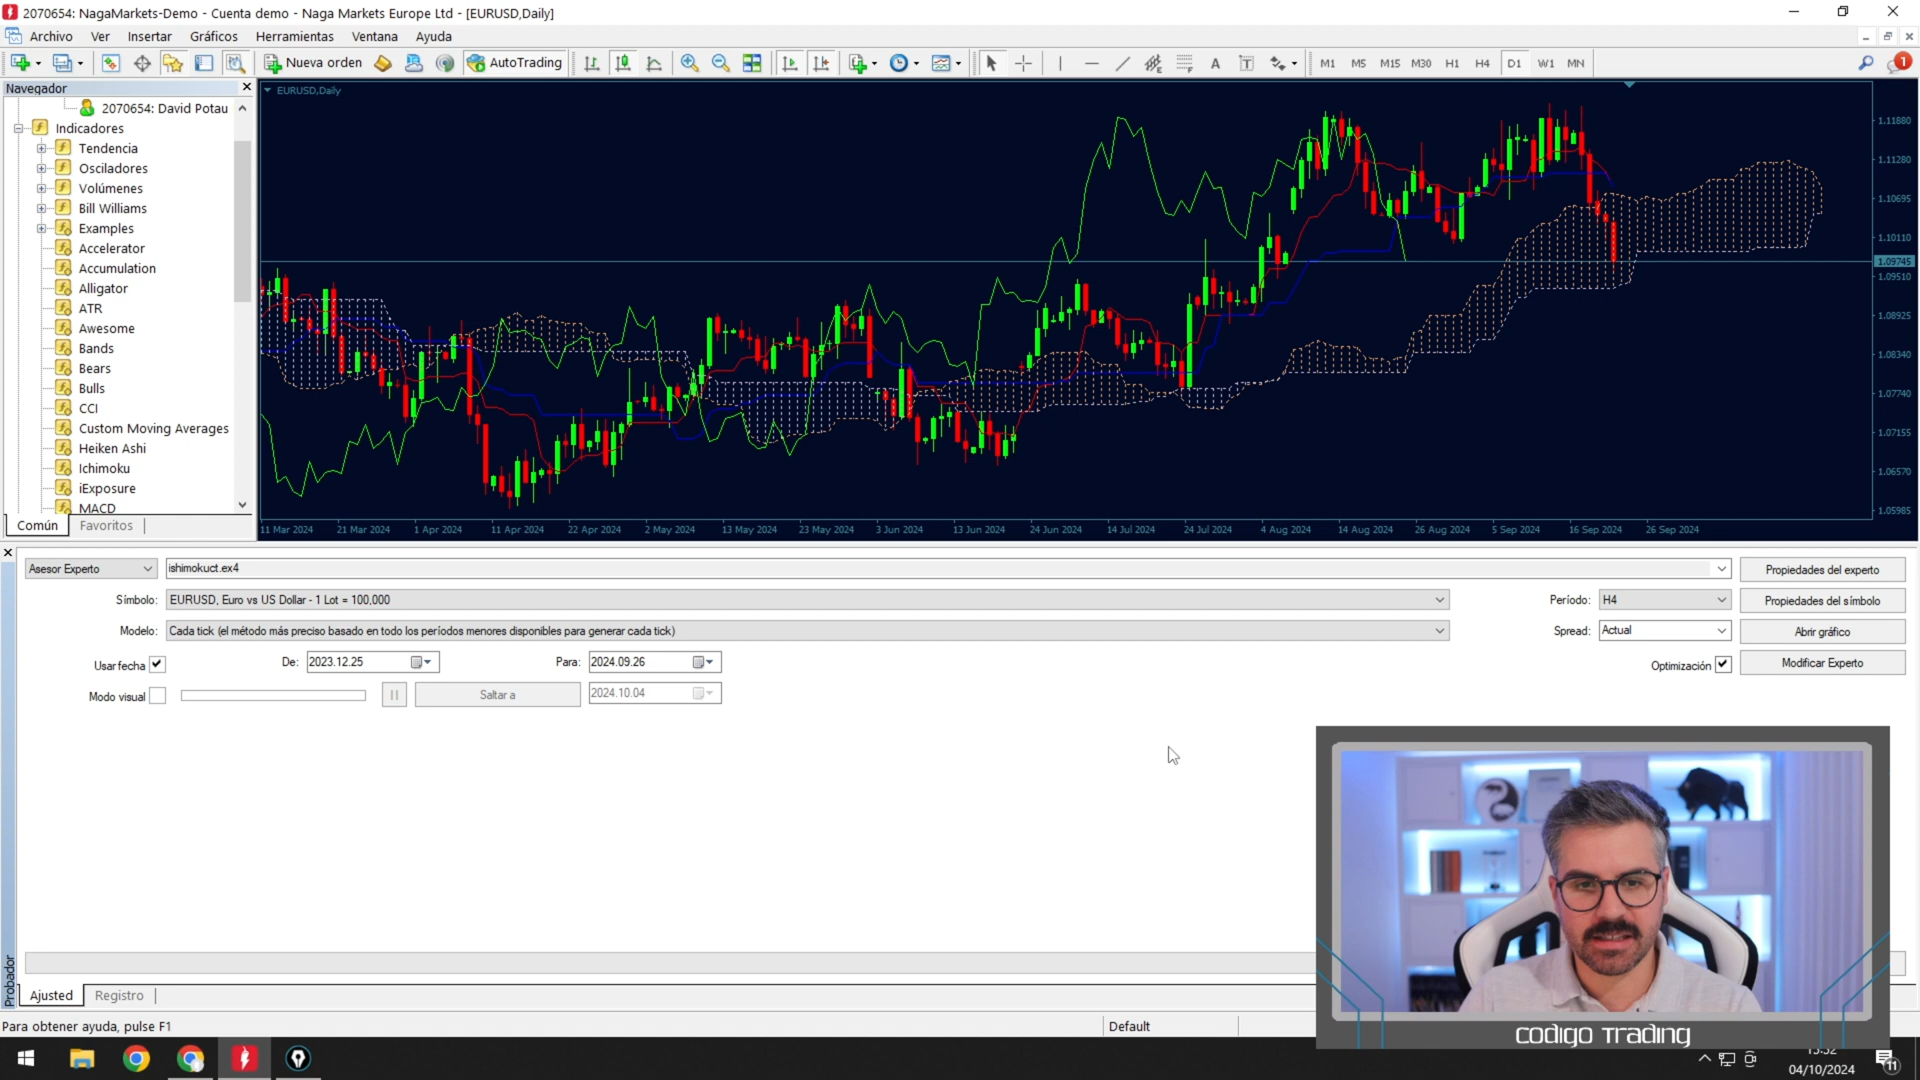 2070654: NagaMarkets-Demo - Cuenta demo - Naga Markets Europe Ltd - [EURUSD,Daily]
Archivo Ver Insertar Gráficos Herramientas Ventana Ayuda
Nueva orden AutoTrading A T M1 M5 M15 M30 H1 H4 D1 W1 MN 1
Navegador
2070654: David Potau
Indicadores
Tendencia
Osciladores
Volúmenes
Bill Williams
Examples
Accelerator
Accumulation
Alligator
ATR
Awesome
Bands
Bears
Bulls
CCI
Custom Moving Averages
Heiken Ashi
Ichimoku
iExposure
MACD
Común Favoritos
EURUSD,Daily
1.11880
1.11280
1.10695
1.10110
1.09745
1.09510
1.08925
1.08340
1.07740
1.07155
1.06570
1.05985
11 Mar 2024 21 Mar 2024 1 Apr 2024 11 Apr 2024 22 Apr 2024 2 May 2024 13 May 2024 23 May 2024 3 Jun 2024 13 Jun 2024 24 Jun 2024 14 Jul 2024 24 Jul 2024 4 Aug 2024 14 Aug 2024 26 Aug 2024 5 Sep 2024 16 Sep 2024 26 Sep 2024
Asesor Experto ishimokuct.ex4 Propiedades del experto
Símbolo: EURUSD, Euro vs US Dollar - 1 Lot = 100,000 Período: H4 Propiedades del símbolo
Modelo: Cada tick (el método más preciso basado en todo los períodos menores disponibles para generar cada tick) Spread: Actual Abrir gráfico
Usar fecha De: 2023.12.25 Para: 2024.09.26 Optimización Modificar Experto
Modo visual Saltar a 2024.10.04
Probador
Ajusted Registro
Para obtener ayuda, pulse F1 Default
CODIGO TRADING
04/10/2024
11